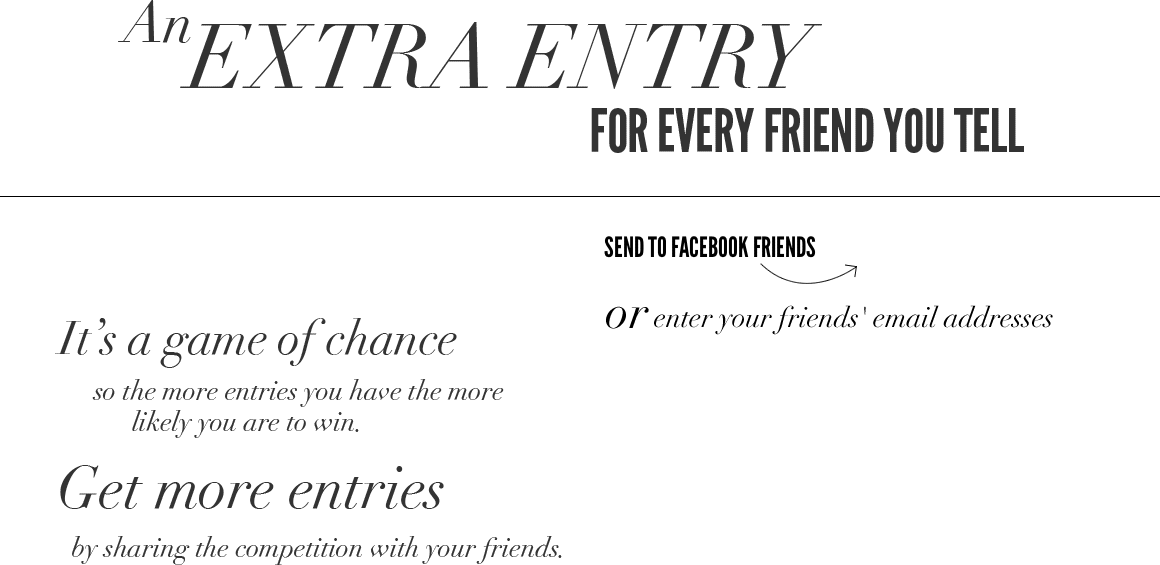 An EXTRA ENTRY
FOR EVERY FRIEND YOU TELL
SEND TO FACEBOOK FRIENDS
or enter your friends' email addresses
It’s a game of chance
so the more entries you have the more
likely you are to win.
Get more entries
by sharing the competition with your friends.